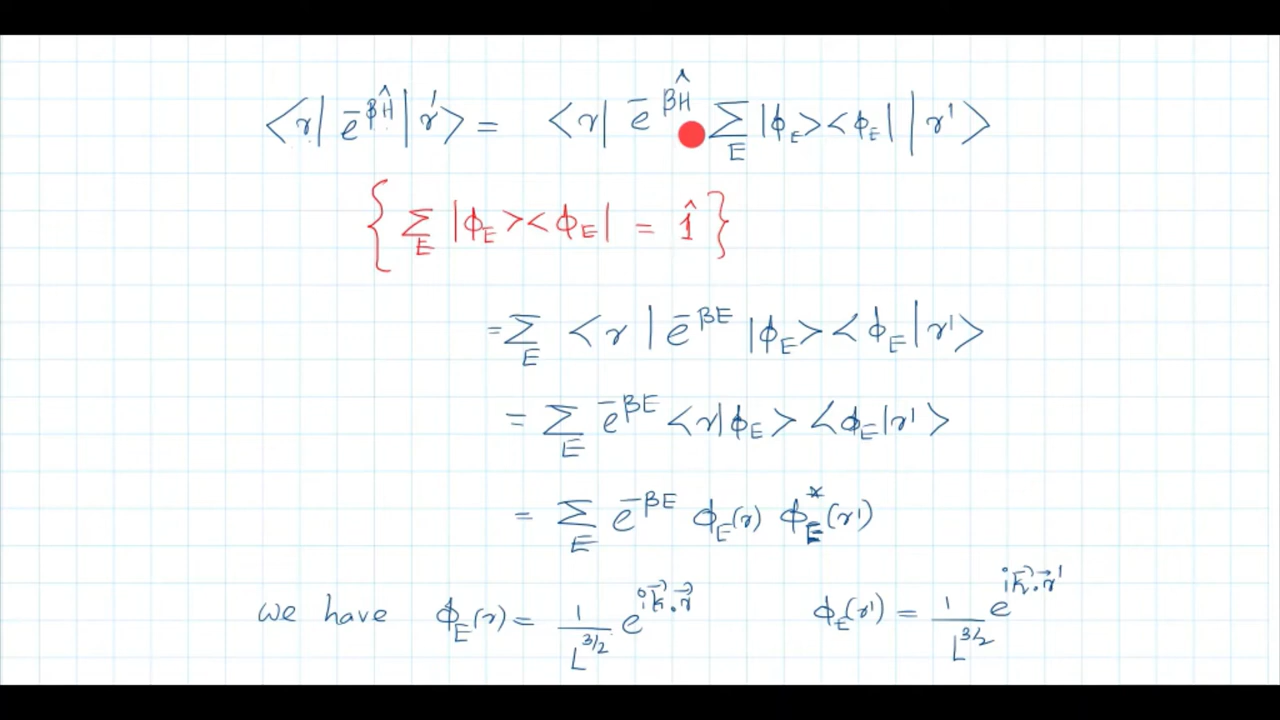 <r| e^{-βĤ} |r'> = <r| e^{-βĤ} Σ_E |ϕ_E><ϕ_E| | r'>
{ Σ_E |ϕ_E><ϕ_E| = 1̂ }
= Σ_E <r | e^{-βE} |ϕ_E> <ϕ_E|r'>
= Σ_E e^{-βE} <r|ϕ_E> <ϕ_E|r'>
= Σ_E e^{-βE} ϕ_E(r) ϕ_E^*(r')
we have ϕ_E(r) = 1/L^{3/2} e^{i k⃗.r⃗} ϕ_E(r') = 1/L^{3/2} e^{i k⃗.r⃗'}